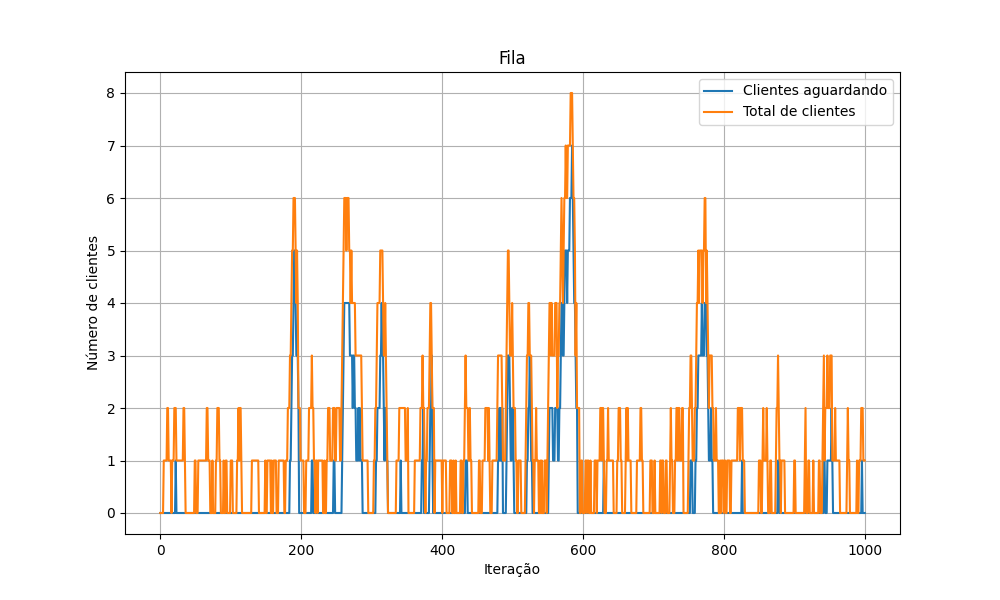 Fila
Clientes aguardando
Total de clientes
Número de clientes
8
7
6
5
4
3
2
1
0
0 200 400 600 800 1000
Iteração